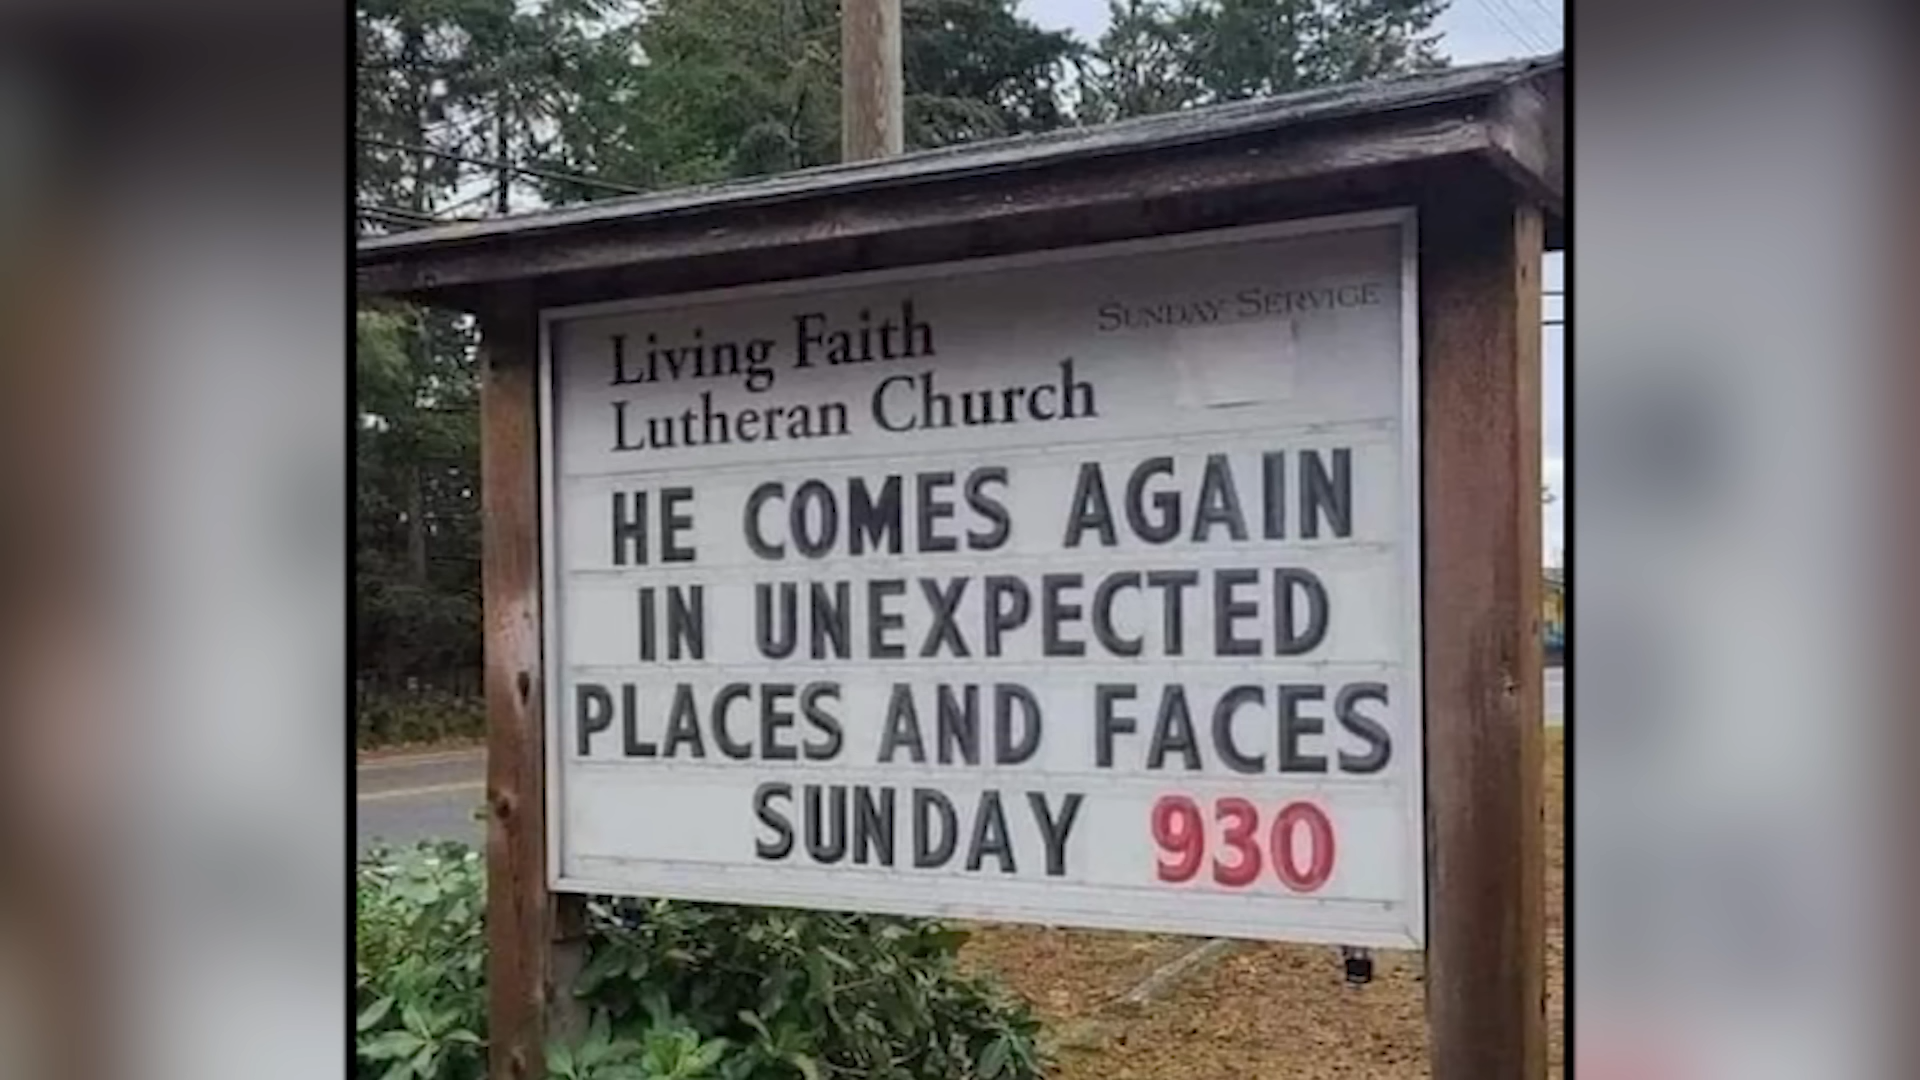 Living Faith
Lutheran Church
SUNDAY SERVICE
HE COMES AGAIN
IN UNEXPECTED
PLACES AND FACES
SUNDAY 930